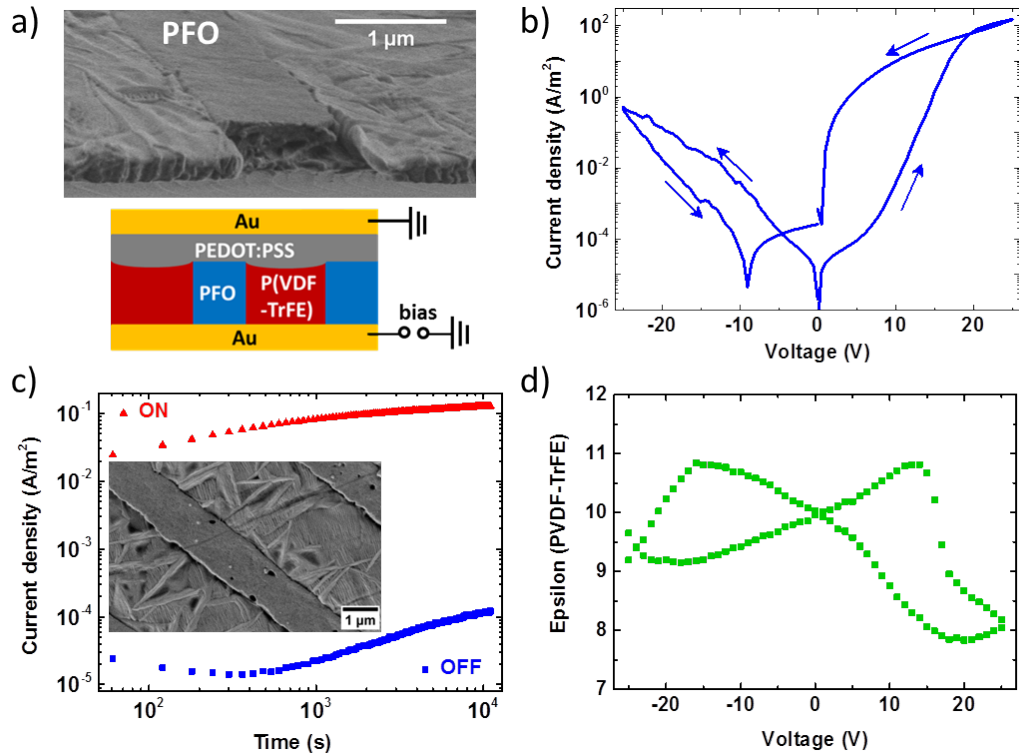 a)
PFO
1 µm
Au
PEDOT:PSS
PFO
P(VDF
-TrFE)
bias
Au
b)
Current density (A/m²)
10²
10⁰
10⁻²
10⁻⁴
10⁻⁶
-20 -10 0 10 20
Voltage (V)
c)
Current density (A/m²)
10⁻¹
10⁻²
10⁻³
10⁻⁴
10⁻⁵
ON
1 µm
OFF
10² 10³ 10⁴
Time (s)
d)
Epsilon (PVDF-TrFE)
12
11
10
9
8
7
-20 -10 0 10 20
Voltage (V)